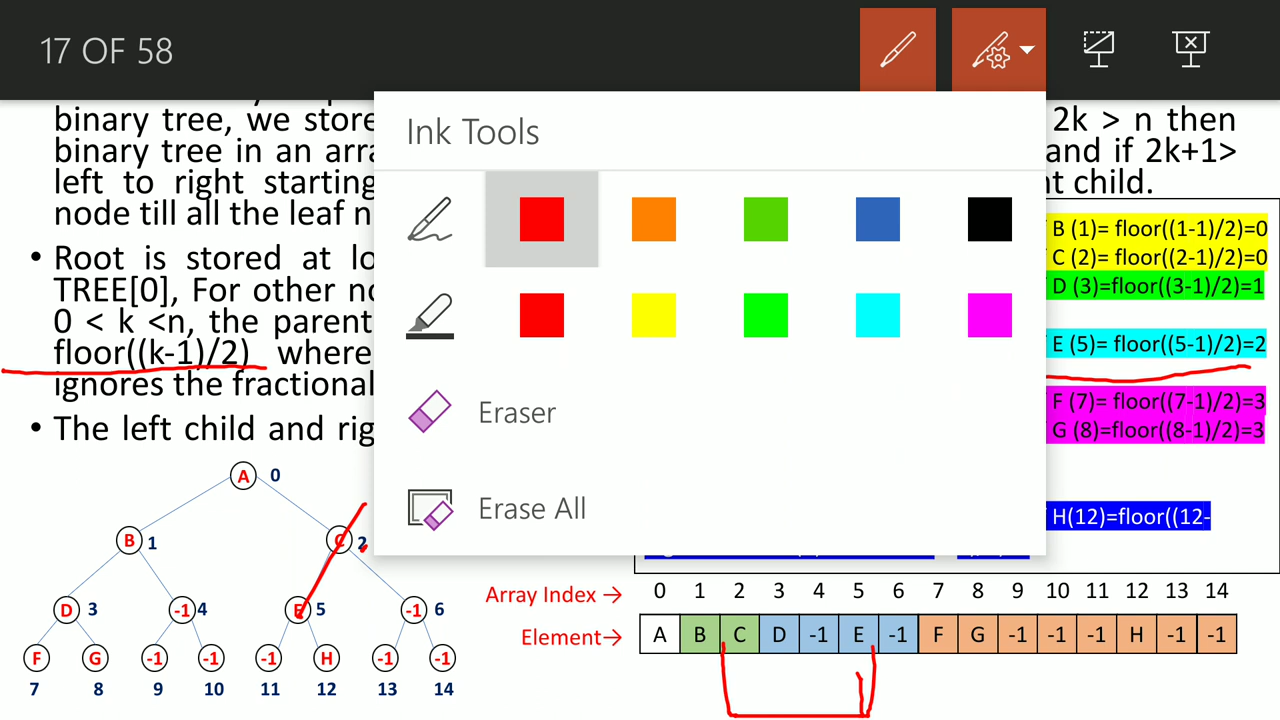 17 OF 58
binary tree, we store
binary tree in an arra
left to right starting
node till all the leaf n
• Root is stored at lo
TREE[0], For other no
0 < k <n, the parent
floor((k-1)/2) where
ignores the fractional
• The left child and rig
Ink Tools
Eraser
Erase All
2k > n then
and if 2k+1>
t child.
B (1)= floor((1-1)/2)=0
C (2)= floor((2-1)/2)=0
D (3)=floor((3-1)/2)=1
E (5)= floor((5-1)/2)=2
F (7)= floor((7-1)/2)=3
G (8)=floor((8-1)/2)=3
H(12)=floor((12-
A 0
B 1 C 2
D 3 -1 4 E 5 -1 6
F G -1 -1 -1 H -1 -1
7 8 9 10 11 12 13 14
Array Index → 0 1 2 3 4 5 6 7 8 9 10 11 12 13 14
Element→ A B C D -1 E -1 F G -1 -1 -1 H -1 -1